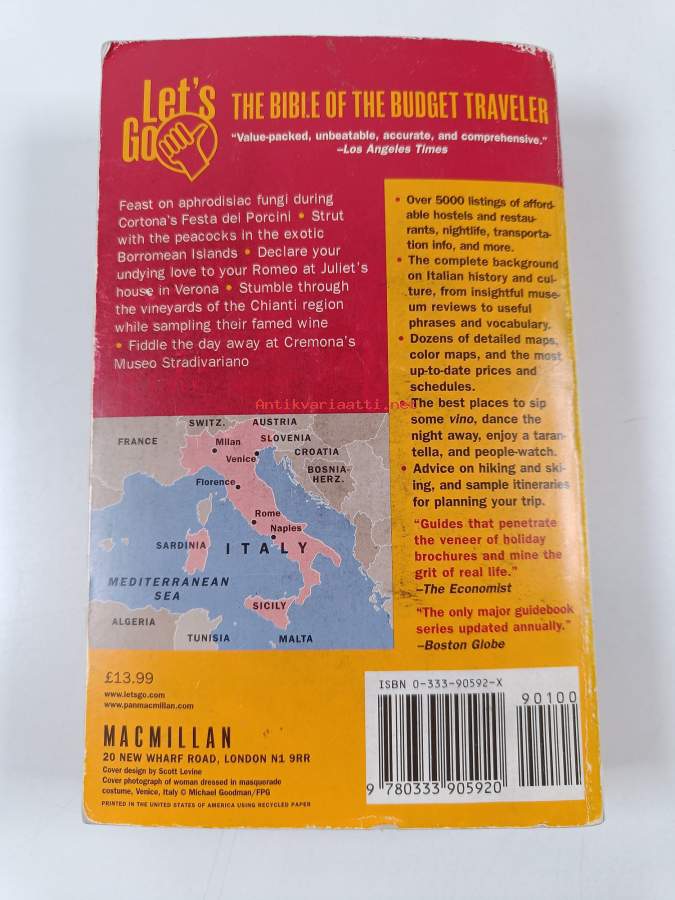 Let's
Go
THE BIBLE OF THE BUDGET TRAVELER
"Value-packed, unbeatable, accurate, and comprehensive."
–Los Angeles Times
Feast on aphrodisiac fungi during
Cortona's Festa del Porcini • Strut
with the peacocks in the exotic
Borromean Islands • Declare your
undying love to your Romeo at Juliet's
house in Verona • Stumble through
the vineyards of the Chianti region
while sampling their famed wine
• Fiddle the day away at Cremona's
Museo Stradivariano
• Over 5000 listings of afford-
able hostels and restau-
rants, nightlife, transporta-
tion info, and more.
• The complete background
on Italian history and cul-
ture, from insightful muse-
um reviews to useful
phrases and vocabulary.
• Dozens of detailed maps,
color maps, and the most
up-to-date prices and
schedules.
• The best places to sip
some vino, dance the
night away, enjoy a taran-
tella, and people-watch.
• Advice on hiking and ski-
ing, and sample itineraries
for planning your trip.
"Guides that penetrate
the veneer of holiday
brochures and mine the
grit of real life."
–The Economist
"The only major guidebook
series updated annually."
–Boston Globe
Antikvariaatti.net
SWITZ.
AUSTRIA
FRANCE
Milan
SLOVENIA
Venice
CROATIA
BOSNIA-
HERZ.
Florence
Rome
Naples
SARDINIA
ITALY
MEDITERRANEAN
SEA
SICILY
ALGERIA
TUNISIA
MALTA
£13.99
www.letsgo.com
www.panmacmillan.com
MACMILLAN
20 NEW WHARF ROAD, LONDON N1 9RR
Cover design by Scott Levine
Cover photograph of woman dressed in masquerade
costume, Venice, Italy © Michael Goodman/FPG
PRINTED IN THE UNITED STATES OF AMERICA USING RECYCLED PAPER
ISBN 0-333-90592-X
90100
9 780333 905920